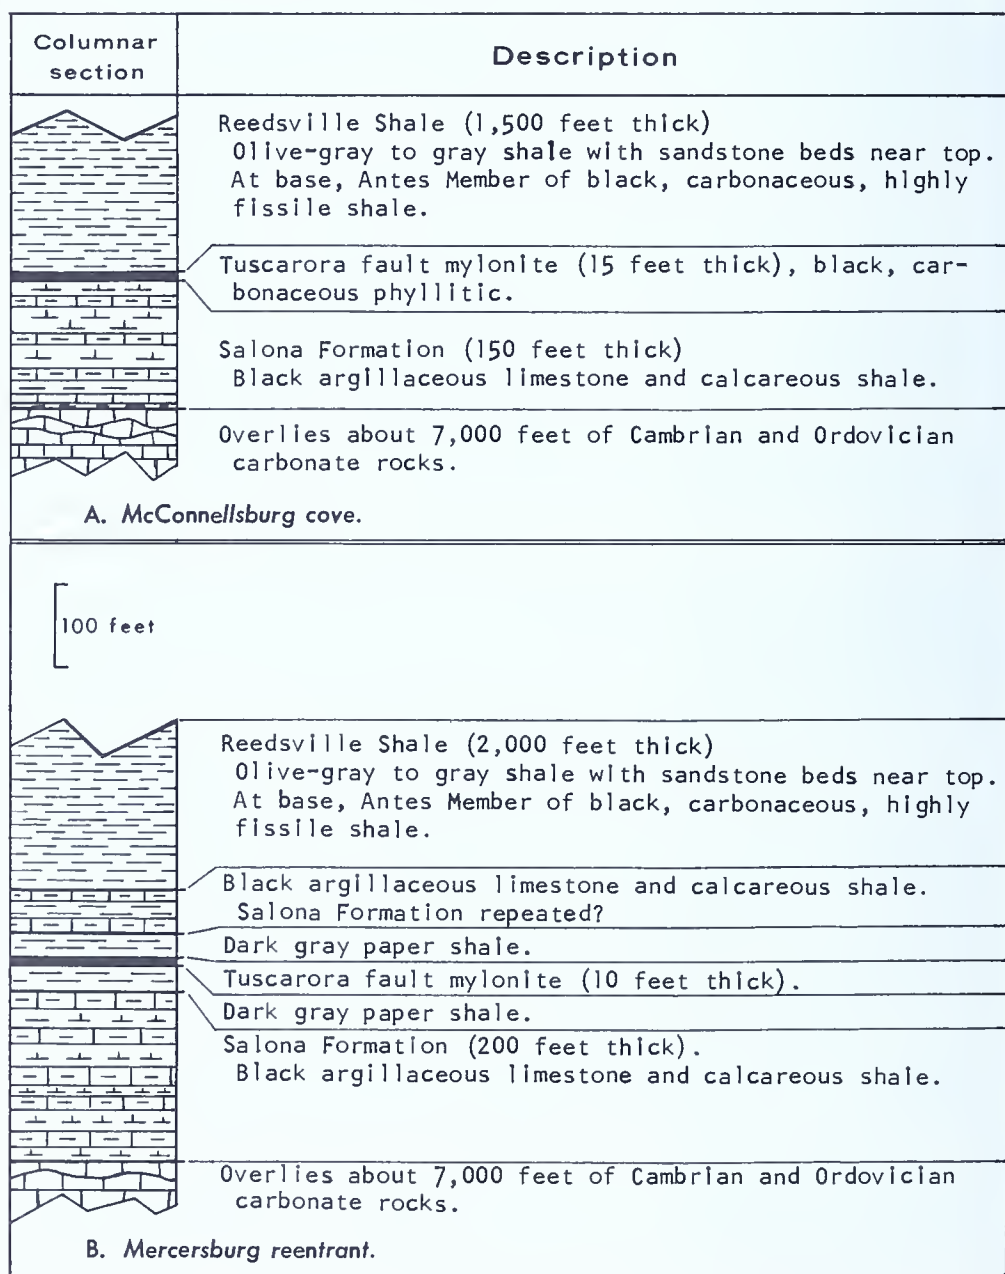 Columnar
section
Description
Reedsville Shale (1,500 feet thick)
Olive-gray to gray shale with sandstone beds near top.
At base, Antes Member of black, carbonaceous, highly
fissile shale.
Tuscarora fault mylonite (15 feet thick), black, car-
bonaceous phyllitic.
Salona Formation (150 feet thick)
Black argillaceous limestone and calcareous shale.
Overlies about 7,000 feet of Cambrian and Ordovician
carbonate rocks.
A. McConnellsburg cove.
100 feet
Reedsville Shale (2,000 feet thick)
Olive-gray to gray shale with sandstone beds near top.
At base, Antes Member of black, carbonaceous, highly
fissile shale.
Black argillaceous limestone and calcareous shale.
Salona Formation repeated?
Dark gray paper shale.
Tuscarora fault mylonite (10 feet thick).
Dark gray paper shale.
Salona Formation (200 feet thick).
Black argillaceous limestone and calcareous shale.
Overlies about 7,000 feet of Cambrian and Ordovician
carbonate rocks.
B. Mercersburg reentrant.